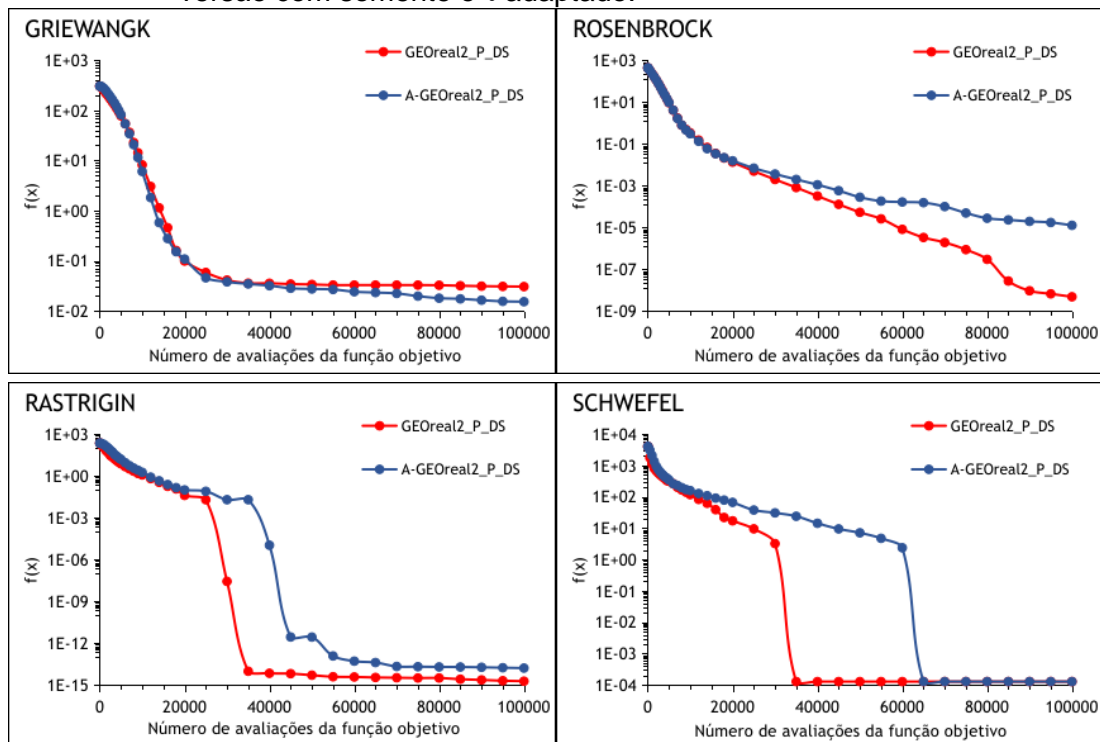 versão com somente o adaptado.
GRIEWANGK
GEOreal2_P_DS
A-GEOreal2_P_DS
1E+03
1E+02
1E+01
1E+00
1E-01
1E-02
f(x)
0 20000 40000 60000 80000 100000
Número de avaliações da função objetivo
ROSENBROCK
GEOreal2_P_DS
A-GEOreal2_P_DS
1E+03
1E+01
1E-01
1E-03
1E-05
1E-07
1E-09
f(x)
0 20000 40000 60000 80000 100000
Número de avaliações da função objetivo
RASTRIGIN
GEOreal2_P_DS
A-GEOreal2_P_DS
1E+03
1E+00
1E-03
1E-06
1E-09
1E-12
1E-15
f(x)
0 20000 40000 60000 80000 100000
Número de avaliações da função objetivo
SCHWEFEL
GEOreal2_P_DS
A-GEOreal2_P_DS
1E+04
1E+03
1E+02
1E+01
1E+00
1E-01
1E-02
1E-03
1E-04
f(x)
0 20000 40000 60000 80000 100000
Número de avaliações da função objetivo